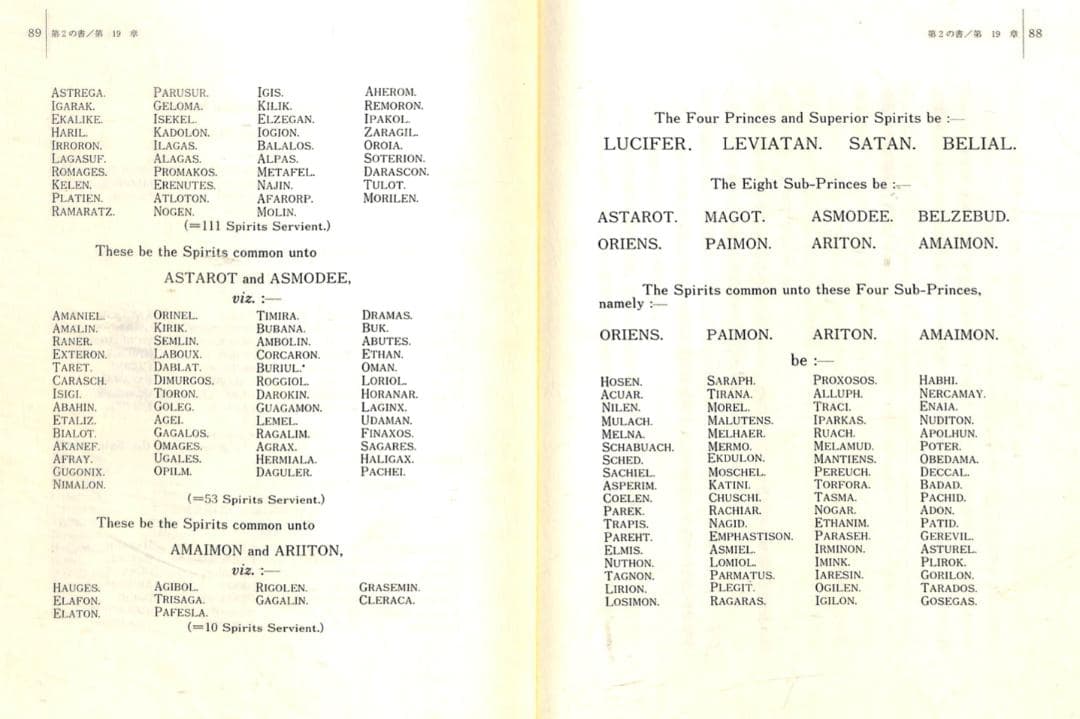 第2の書／第 19 章 88
The Four Princes and Superior Spirits be :—
LUCIFER. LEVIATAN. SATAN. BELIAL.
The Eight Sub-Princes be :—
ASTAROT. MAGOT. ASMODEE. BELZEBUD.
ORIENS. PAIMON. ARITON. AMAIMON.
The Spirits common unto these Four Sub-Princes,
namely :—
ORIENS. PAIMON. ARITON. AMAIMON.
be :—
HOSEN. SARAPH. PROXOSOS. HABHI.
ACUAR. TIRANA. ALLUPH. NERCAMAY.
NILEN. MOREL. TRACI. ENAIA.
MULACH. MALUTENS. IPARKAS. NUDITON.
MELNA. MELHAER. RUACH. APOLHUN.
SCHABUACH. MERMO. MELAMUD. POTER.
SCHED. EKDULON. MANTIENS. OBEDAMA.
SACHIEL. MOSCHEL. PEREUCH. DECCAL.
ASPERIM. KATINI. TORFORA. BADAD.
COELEN. CHUSCHI. TASMA. PACHID.
PAREK. RACHIAR. NOGAR. ADON.
TRAPIS. NAGID. ETHANIM. PATID.
PAREHT. EMPHASTISON. PARASEH. GEREVIL.
ELMIS. ASMIEL. IRMINON. ASTUREL.
NUTHON. LOMIOL. IMINK. PLIROK.
TAGNON. PARMATUS. IARESIN. GORILON.
LIRION. PLEGIT. OGILEN. TARADOS.
LOSIMON. RAGARAS. IGILON. GOSEGAS.
89 第2の書／第 19 章
ASTREGA. PARUSUR. IGIS. AHEROM.
IGARAK. GELOMA. KILIK. REMORON.
EKALIKE. ISEKEL. ELZEGAN. IPAKOL.
HARIL. KADOLON. IOGION. ZARAGIL.
IRRORON. ILAGAS. BALALOS. OROIA.
LAGASUF. ALAGAS. ALPAS. SOTERION.
ROMAGES. PROMAKOS. METAFEL. DARASCON.
KELEN. ERENUTES. NAJIN. TULOT.
PLATIEN. ATLOTON. AFARORP. MORILEN.
RAMARATZ. NOGEN. MOLIN.
(=111 Spirits Servient.)
These be the Spirits common unto
ASTAROT and ASMODEE,
viz. :—
AMANIEL. ORINEL. TIMIRA. DRAMAS.
AMALIN. KIRIK. BUBANA. BUK.
RANER. SEMLIN. AMBOLIN. ABUTES.
EXTERON. LABOUX. CORCARON. ETHAN.
TARET. DABLAT. BURIUL. OMAN.
CARASCH. DIMURGOS. ROGGIOL. LORIOL.
ISIGI. TIORON. DAROKIN. HORANAR.
ABAHIN. GOLEG. GUAGAMON. LAGINX.
ETALIZ. AGEI. LEMEL. UDAMAN.
BIALOT. GAGALOS. RAGALIM. FINAXOS.
AKANEF. OMAGES. AGRAX. SAGARES.
AFRAY. UGALES. HERMIALA. HALIGAX.
GUGONIX. OPILM. DAGULER. PACHEI.
NIMALON.
(=53 Spirits Servient.)
These be the Spirits common unto
AMAIMON and ARIITON,
viz. :—
HAUGES. AGIBOL. RIGOLEN. GRASEMIN.
ELAFON. TRISAGA. GAGALIN. CLERACA.
ELATON. PAFESLA.
(=10 Spirits Servient.)